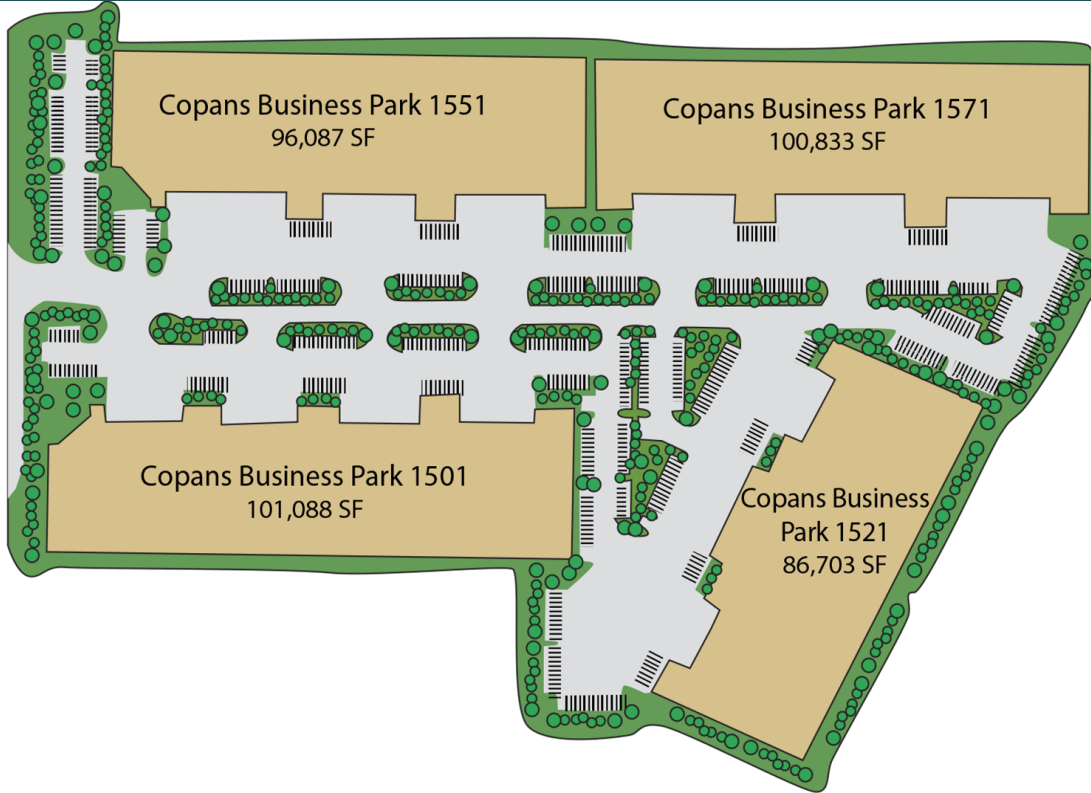 Copans Business Park 1551
96,087 SF
Copans Business Park 1571
100,833 SF
Copans Business Park 1501
101,088 SF
Copans Business
Park 1521
86,703 SF